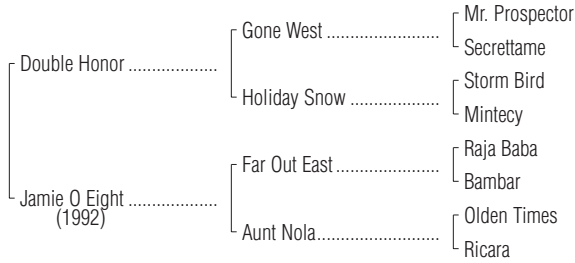 Mr. Prospector
Gone West ........................
Secrettame
Double Honor ...................
Storm Bird
Holiday Snow ...................
Mintecy
Raja Baba
Far Out East ......................
Bambar
Jamie O Eight ...................
(1992)
Olden Times
Aunt Nola..........................
Ricara